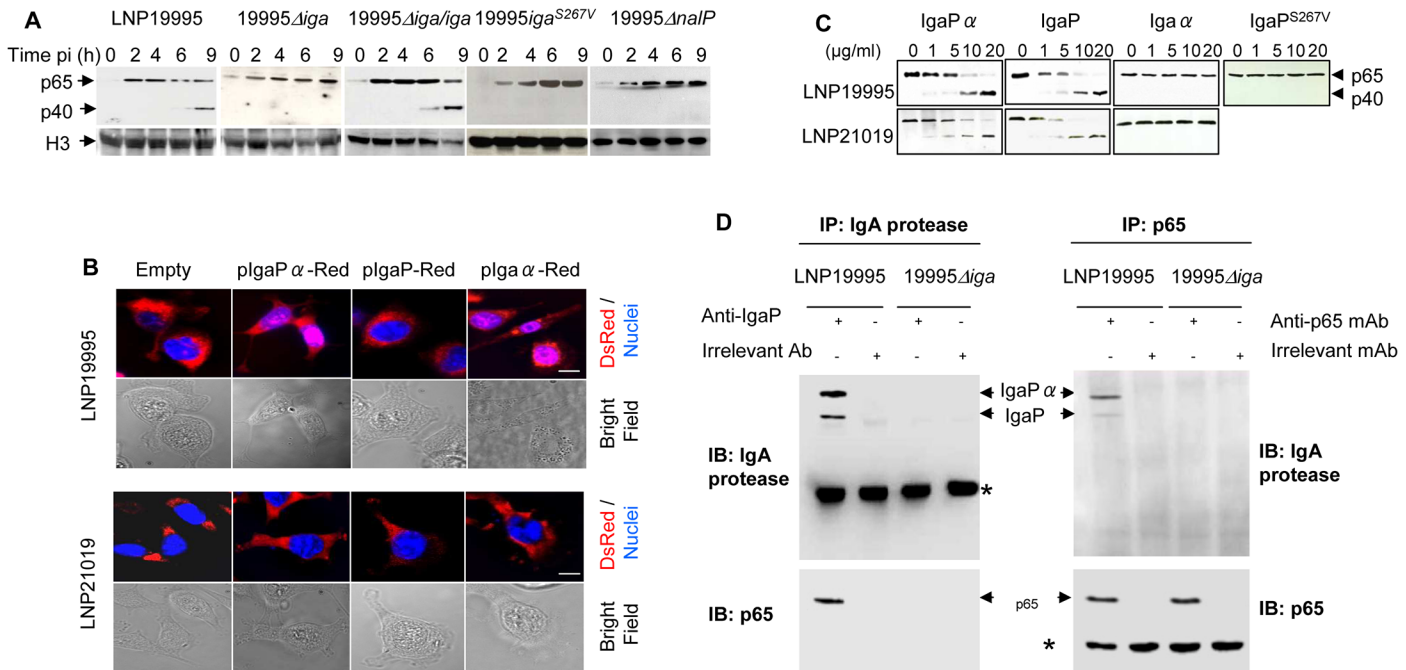 A
LNP19995 19995Δiga 19995Δiga/iga 19995iga^S267V 19995ΔnalP
Time pi (h) 0 2 4 6 9 0 2 4 6 9 0 2 4 6 9 0 2 4 6 9 0 2 4 6 9
p65
p40
H3
B
Empty pIgaPα-Red pIgaP-Red pIgaα-Red
LNP19995
DsRed / Nuclei
Bright Field
LNP21019
DsRed / Nuclei
Bright Field
C
IgaPα IgaP Igaα IgaP^S267V
(μg/ml) 0 1 5 10 20 0 1 5 10 20 0 1 5 10 20 0 1 5 10 20
LNP19995
p65
p40
LNP21019
D
IP: IgA protease IP: p65
LNP19995 19995Δiga LNP19995 19995Δiga
Anti-IgaP + - + - + - + - Anti-p65 mAb
Irrelevant Ab - + - + - + - + Irrelevant mAb
IgaPα
IgaP
IB: IgA protease
*
IB: IgA protease
IB: p65
p65
*
IB: p65